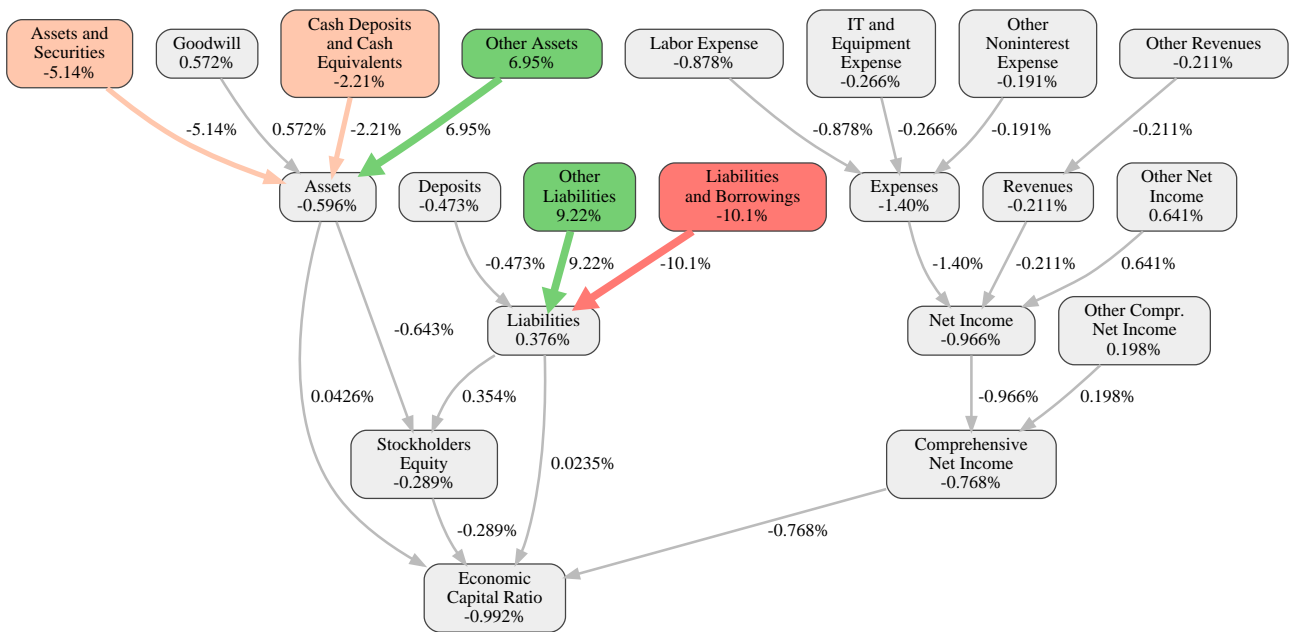 Assets and
Securities
-5.14%
Goodwill
0.572%
Cash Deposits
and Cash
Equivalents
-2.21%
Other Assets
6.95%
Labor Expense
-0.878%
IT and
Equipment
Expense
-0.266%
Other
Noninterest
Expense
-0.191%
Other Revenues
-0.211%
-5.14%
0.572%
-2.21%
6.95%
-0.878%
-0.266%
-0.191%
-0.211%
Assets
-0.596%
Deposits
-0.473%
Other
Liabilities
9.22%
Liabilities
and Borrowings
-10.1%
Expenses
-1.40%
Revenues
-0.211%
Other Net
Income
0.641%
-0.473%
9.22%
-10.1%
-1.40%
-0.211%
0.641%
-0.643%
Liabilities
0.376%
Net Income
-0.966%
Other Compr.
Net Income
0.198%
0.0426%
0.354%
-0.966%
0.198%
Stockholders
Equity
-0.289%
0.0235%
Comprehensive
Net Income
-0.768%
-0.289%
-0.768%
Economic
Capital Ratio
-0.992%